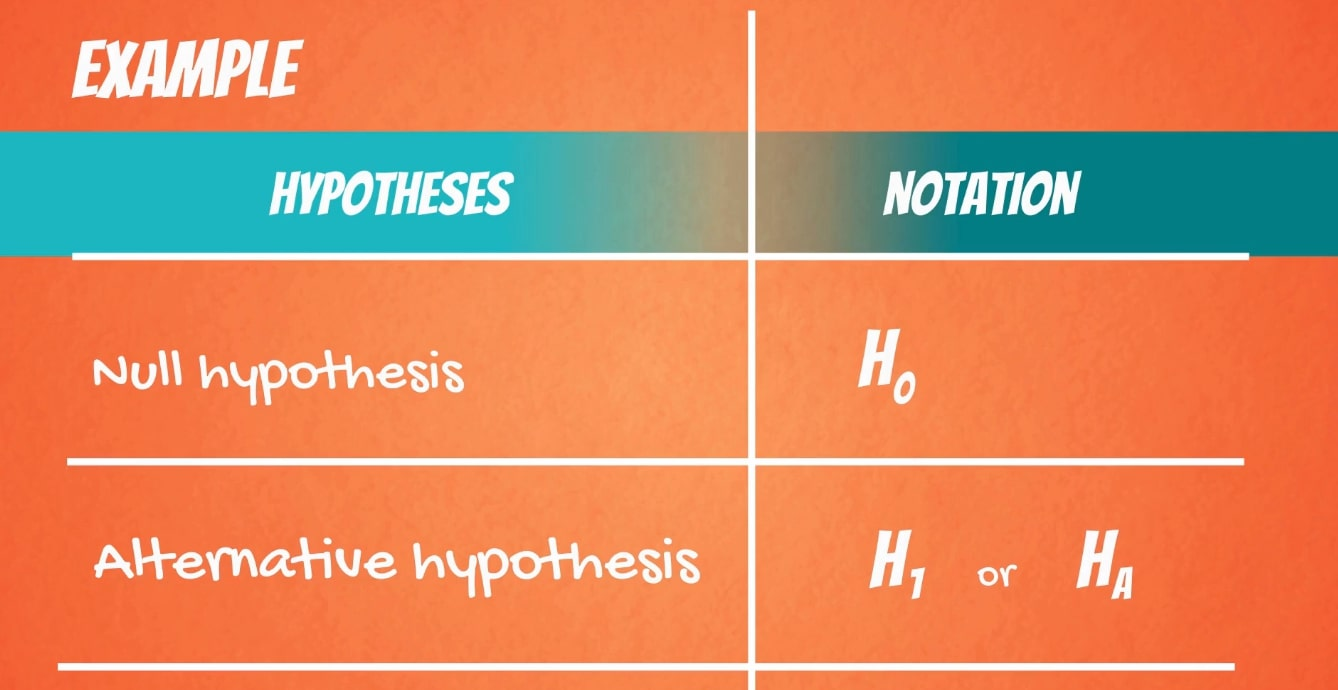 EXAMPLE
HYPOTHESES NOTATION
Null hypothesis H₀
Alternative hypothesis H₁ or Hₐ